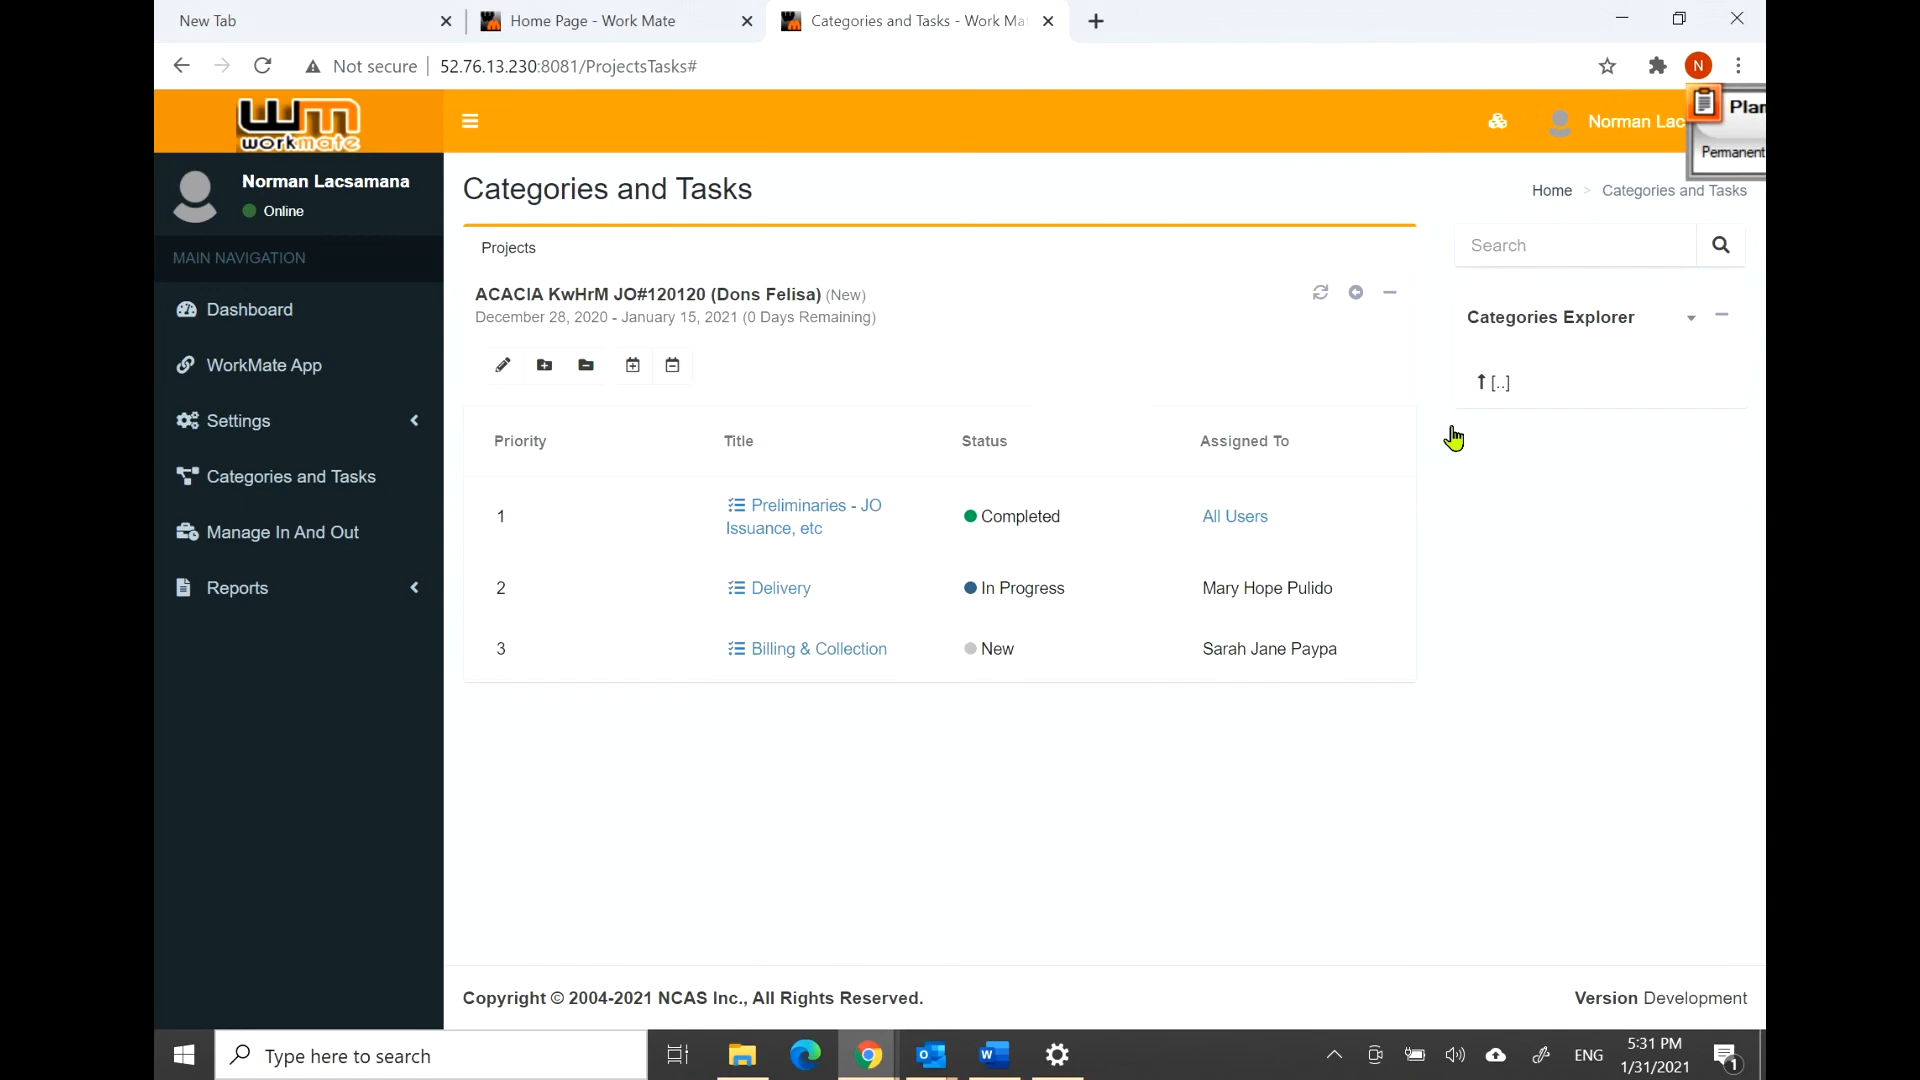 New Tab
Home Page - Work Mate
Categories and Tasks - Work Ma
Not secure
52.76.13.230:8081/ProjectsTasks#
N
wm
workmate
Norman Lac
Plan
Permanent
Norman Lacsamana
Online
MAIN NAVIGATION
Dashboard
WorkMate App
Settings
Categories and Tasks
Manage In And Out
Reports
Categories and Tasks
Home > Categories and Tasks
Projects
Search
ACACIA KwHrM JO#120120 (Dons Felisa) (New)
December 28, 2020 - January 15, 2021 (0 Days Remaining)
Categories Explorer
[..]
Priority Title Status Assigned To
1 Preliminaries - JO Issuance, etc Completed All Users
2 Delivery In Progress Mary Hope Pulido
3 Billing & Collection New Sarah Jane Paypa
Copyright © 2004-2021 NCAS Inc., All Rights Reserved.
Version Development
Type here to search
ENG
5:31 PM
1/31/2021
1